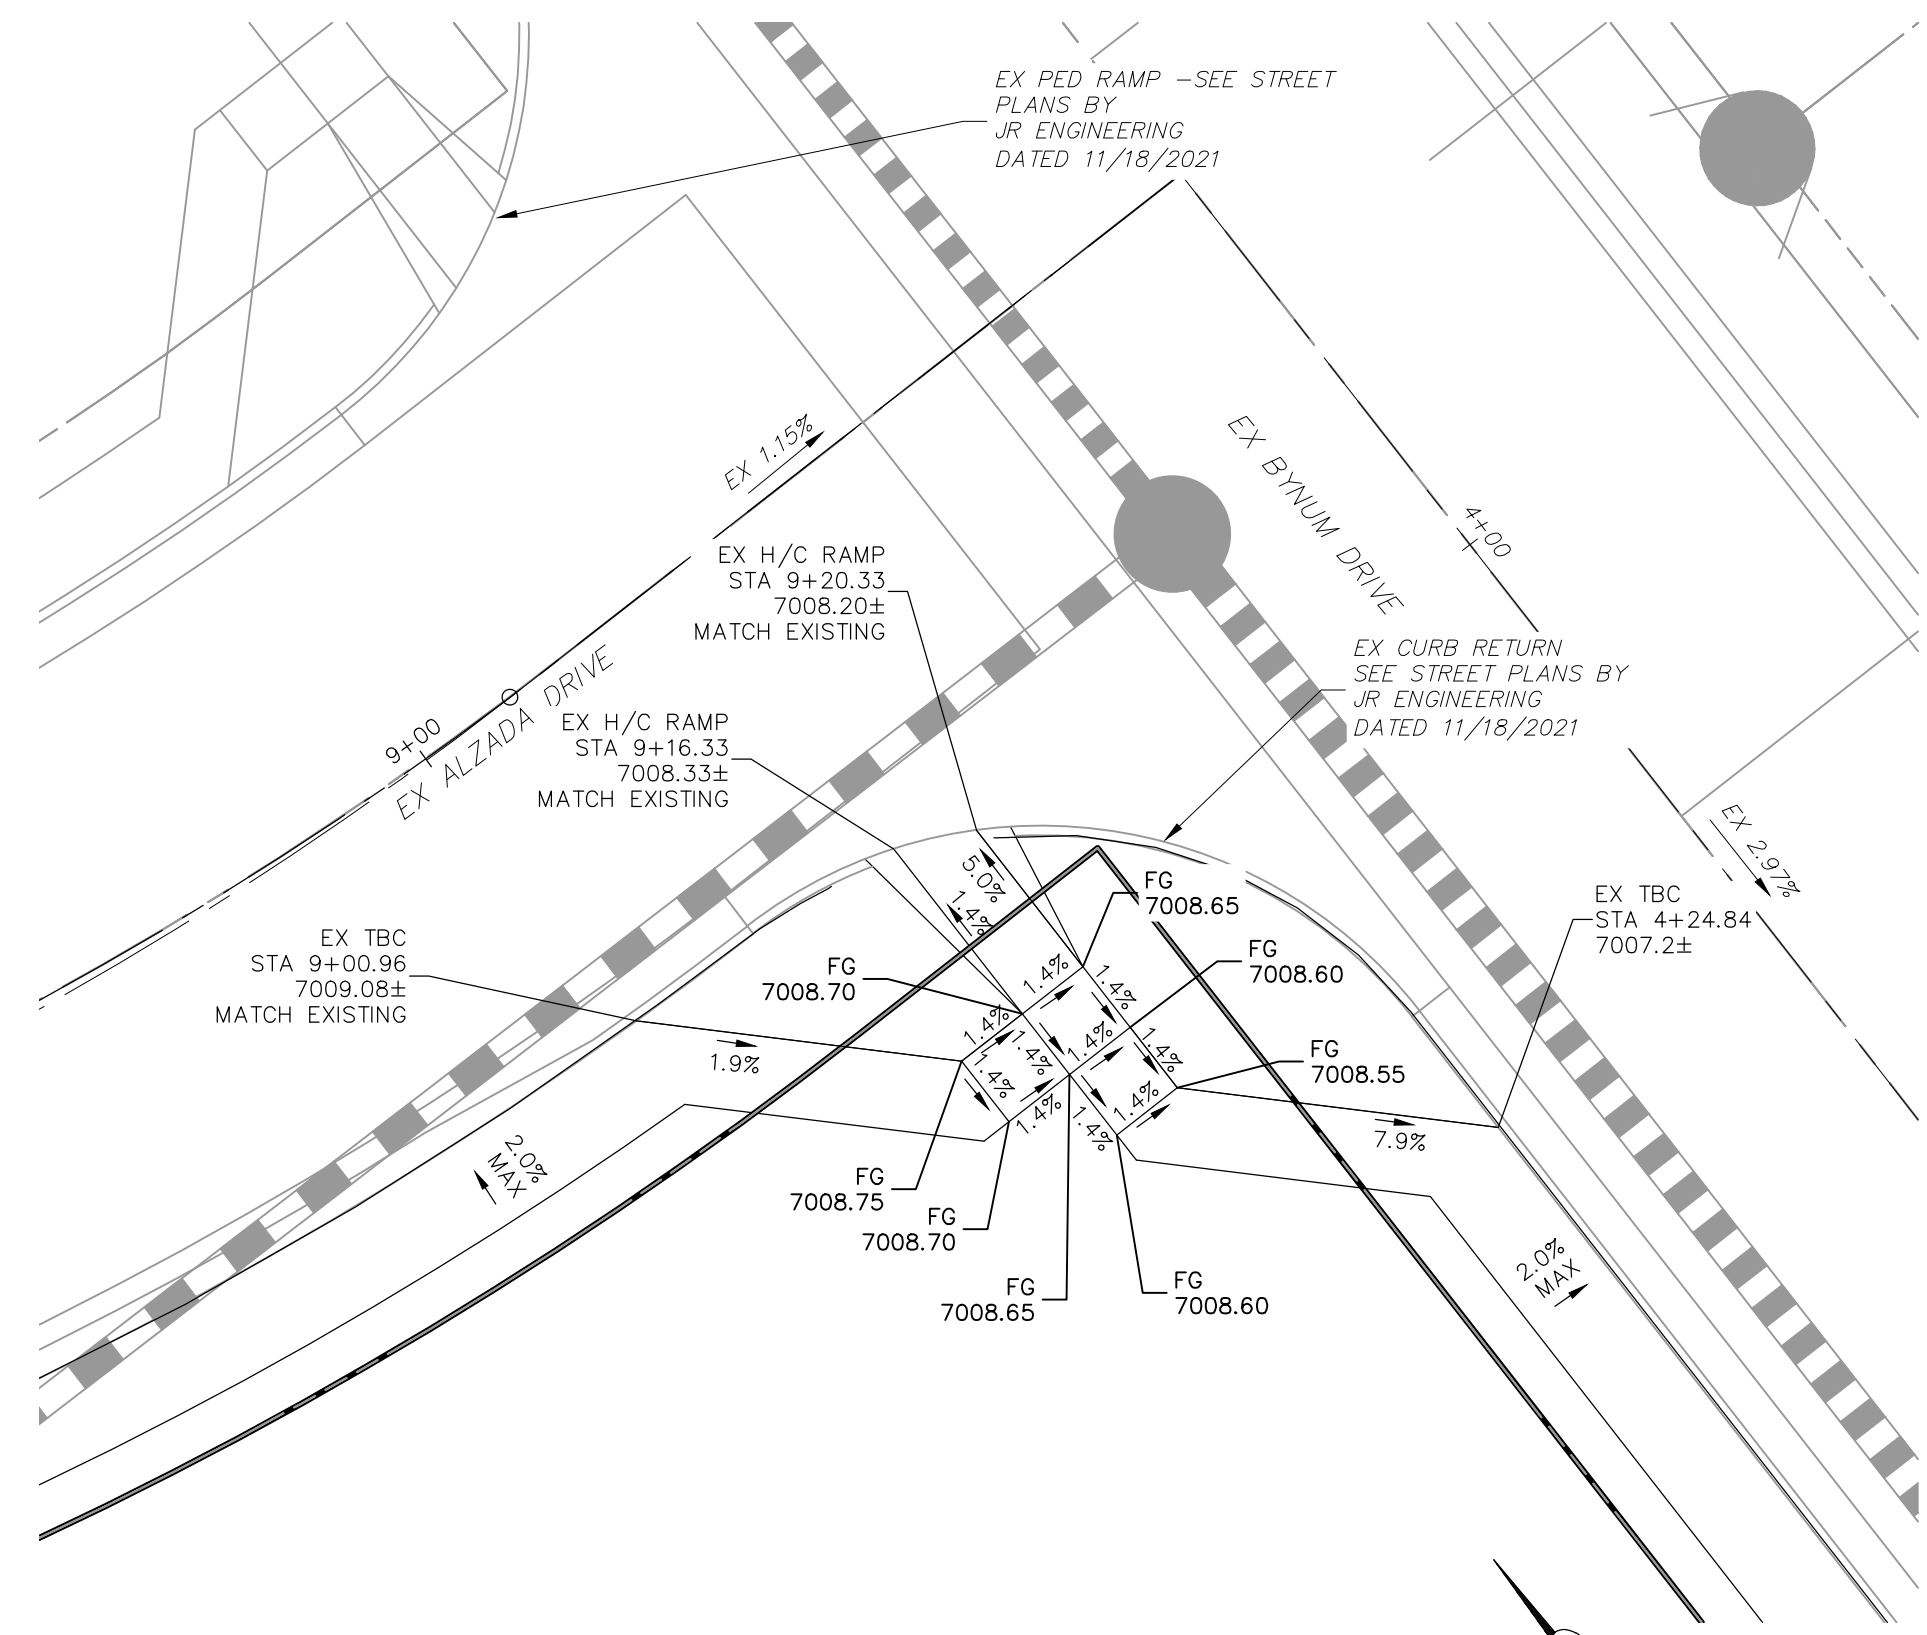 EX PED RAMP -SEE STREET
PLANS BY
JR ENGINEERING
DATED 11/18/2021
EX 1.15%
EX BYNUM DRIVE
4+00
EX H/C RAMP
STA 9+20.33
7008.20±
MATCH EXISTING
EX CURB RETURN
SEE STREET PLANS BY
JR ENGINEERING
DATED 11/18/2021
9+00
EX ALZADA DRIVE
EX H/C RAMP
STA 9+16.33
7008.33±
MATCH EXISTING
EX 2.97%
5.0%
1.4%
FG
7008.65
EX TBC
STA 4+24.84
7007.2±
EX TBC
STA 9+00.96
7009.08±
MATCH EXISTING
FG
7008.70
1.4%
1.4%
FG
7008.60
1.4%
1.4%
1.4%
1.4%
1.4%
1.9%
FG
7008.55
1.4%
1.4%
1.4%
7.9%
2.0%
MAX
FG
7008.75
FG
7008.70
FG
7008.65
FG
7008.60
2.0%
MAX